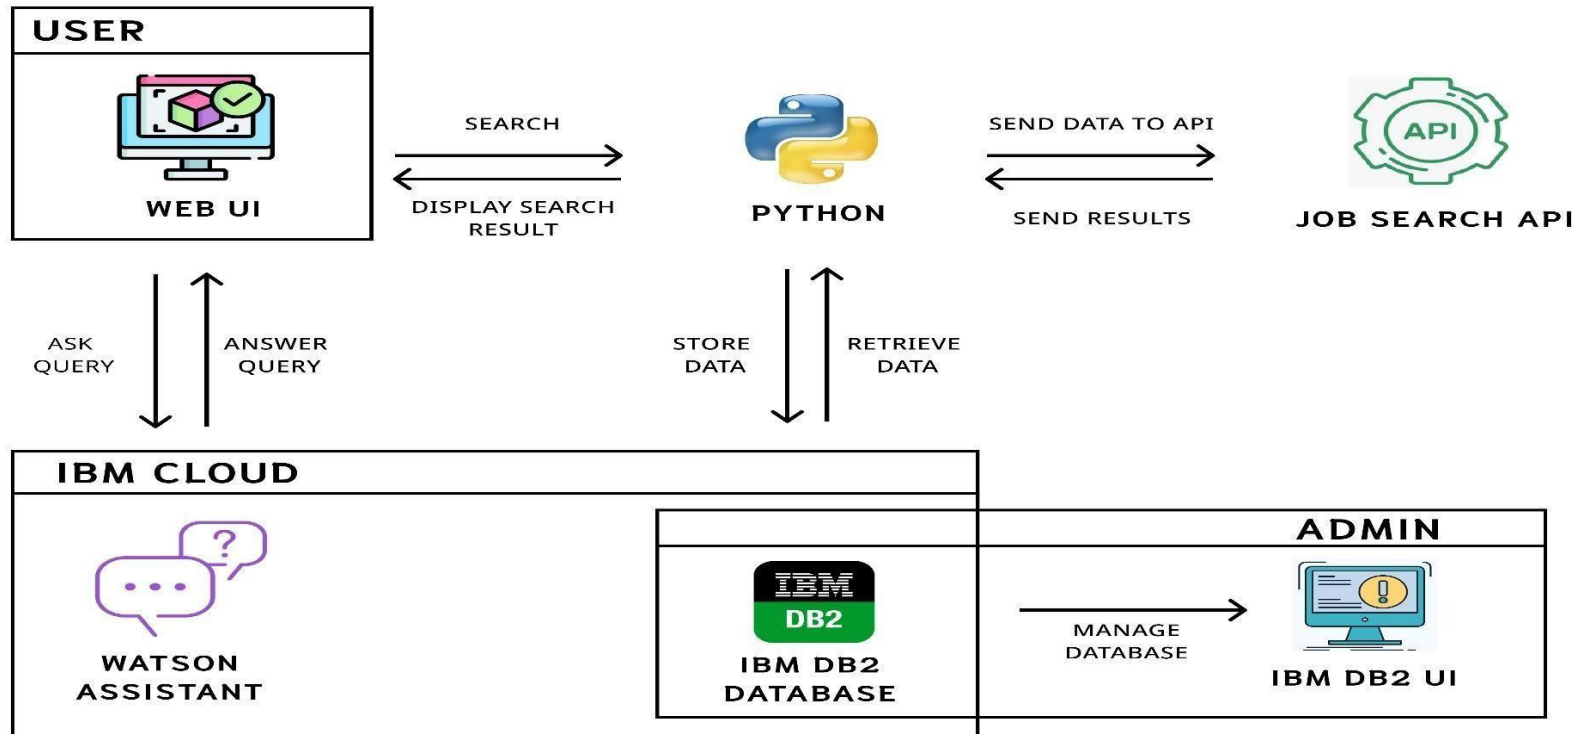 USER
WEB UI
SEARCH
DISPLAY SEARCH
RESULT
PYTHON
SEND DATA TO API
SEND RESULTS
API
JOB SEARCH API
ASK
QUERY
ANSWER
QUERY
STORE
DATA
RETRIEVE
DATA
IBM CLOUD
?
WATSON
ASSISTANT
IBM
DB2
IBM DB2
DATABASE
MANAGE
DATABASE
ADMIN
!
IBM DB2 UI